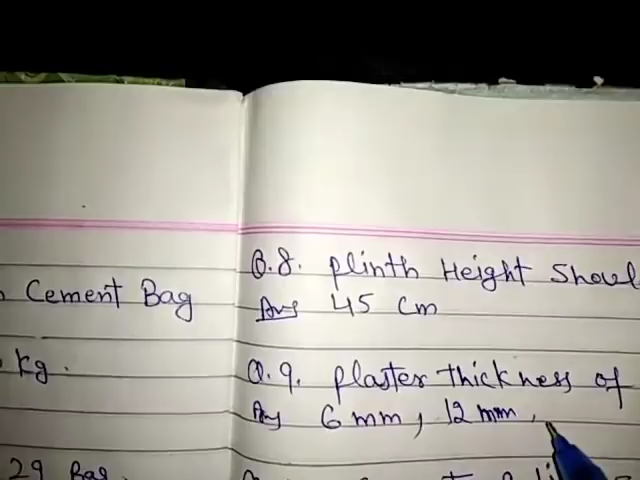 Cement Bag
kg.
29 Bag.
Q.8. Plinth Height Shoul
Ans 45 cm
Q.9. Plaster thickness of
Ans 6 mm, 12 mm,